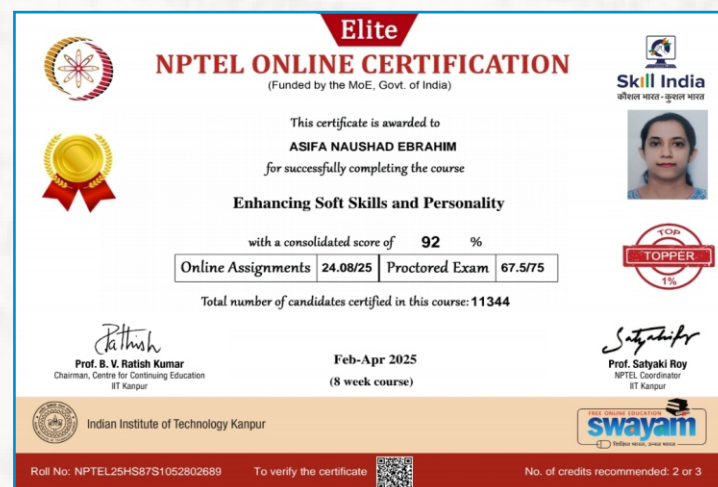 Elite
NPTEL ONLINE CERTIFICATION
(Funded by the MoE, Govt. of India)
Skill India
कौशल भारत - कुशल भारत
This certificate is awarded to
ASIFA NAUSHAD EBRAHIM
for successfully completing the course
Enhancing Soft Skills and Personality
with a consolidated score of 92 %
Online Assignments 24.08/25 Proctored Exam 67.5/75
TOP
TOPPER
1%
Total number of candidates certified in this course: 11344
Prof. B. V. Ratish Kumar
Chairman, Centre for Continuing Education
IIT Kanpur
Feb-Apr 2025
(8 week course)
Prof. Satyaki Roy
NPTEL Coordinator
IIT Kanpur
Indian Institute of Technology Kanpur
FREE ONLINE EDUCATION
swayam
शिक्षित भारत, उन्नत भारत
Roll No: NPTEL25HS87S1052802689 To verify the certificate No. of credits recommended: 2 or 3